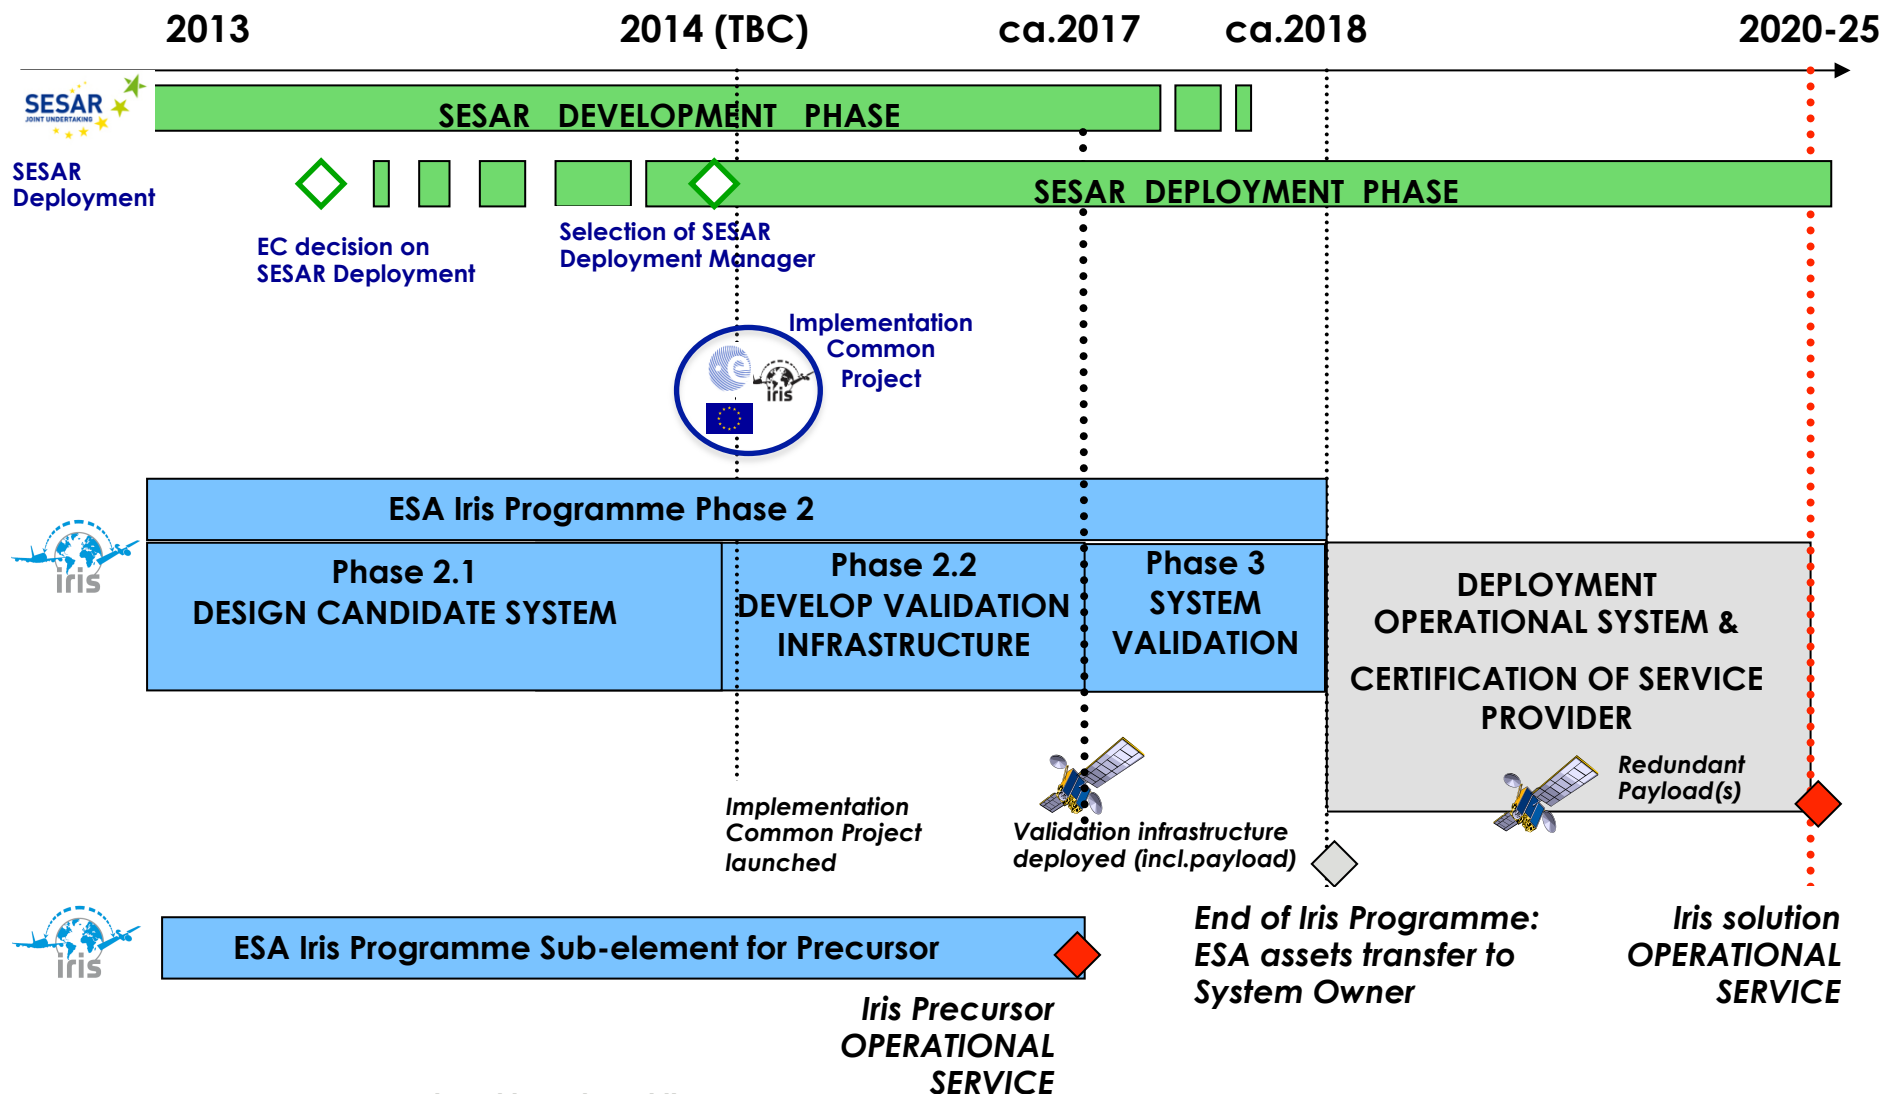 2013
2014 (TBC)
ca.2017
ca.2018
2020-25
SESAR
JOINT UNDERTAKING
SESAR DEVELOPMENT PHASE
SESAR
Deployment
SESAR DEPLOYMENT PHASE
EC decision on
SESAR Deployment
Selection of SESAR
Deployment Manager
Implementation
Common
Project
e
iris
ESA Iris Programme Phase 2
iris
Phase 2.1
DESIGN CANDIDATE SYSTEM
Phase 2.2
DEVELOP VALIDATION
INFRASTRUCTURE
Phase 3
SYSTEM
VALIDATION
DEPLOYMENT
OPERATIONAL SYSTEM &
CERTIFICATION OF SERVICE
PROVIDER
Redundant
Payload(s)
Implementation
Common Project
launched
Validation infrastructure
deployed (incl.payload)
iris
ESA Iris Programme Sub-element for Precursor
End of Iris Programme:
ESA assets transfer to
System Owner
Iris solution
OPERATIONAL
SERVICE
Iris Precursor
OPERATIONAL
SERVICE